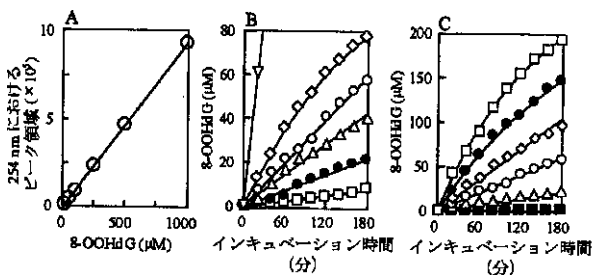 A
254 nmにおける
ピーク領域 (×10⁵)
10
5
0
0 500 1000
8-OOHdG (μM)
B
8-OOHdG (μM)
80
60
40
20
0
0 60 120 180
インキュベーション時間
(分)
C
8-OOHdG (μM)
200
150
100
50
0
0 60 120 180
インキュベーション時間
(分)